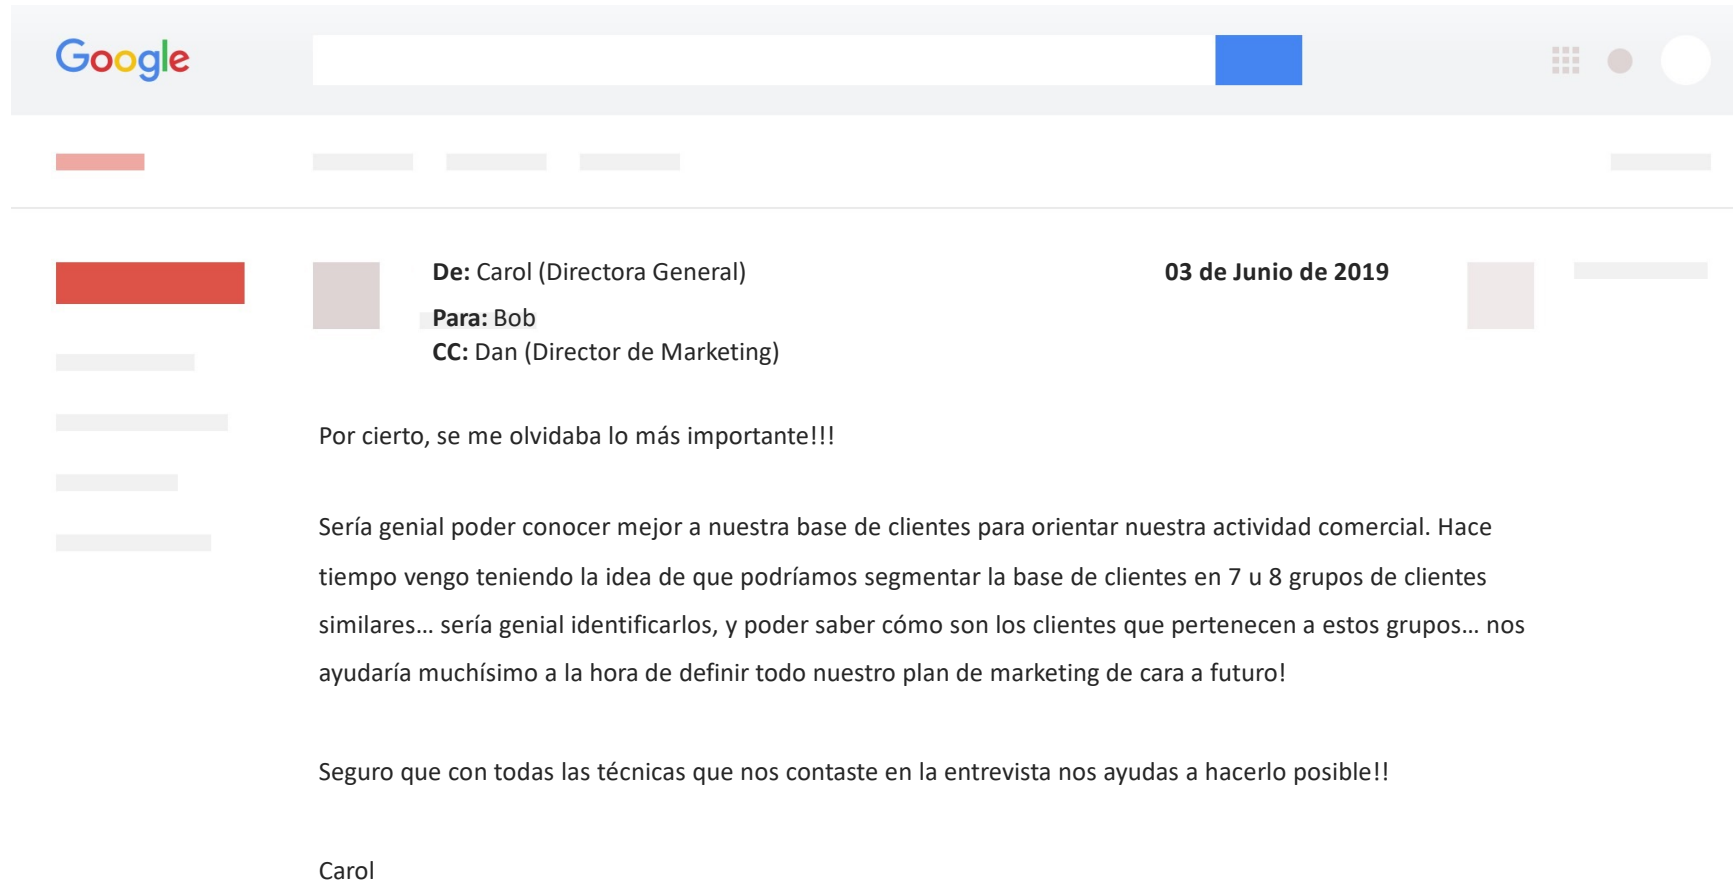 Google
De: Carol (Directora General)
03 de Junio de 2019
Para: Bob
CC: Dan (Director de Marketing)
Por cierto, se me olvidaba lo más importante!!!
Sería genial poder conocer mejor a nuestra base de clientes para orientar nuestra actividad comercial. Hace
tiempo vengo teniendo la idea de que podríamos segmentar la base de clientes en 7 u 8 grupos de clientes
similares... sería genial identificarlos, y poder saber cómo son los clientes que pertenecen a estos grupos... nos
ayudaría muchísimo a la hora de definir todo nuestro plan de marketing de cara a futuro!
Seguro que con todas las técnicas que nos contaste en la entrevista nos ayudas a hacerlo posible!!
Carol